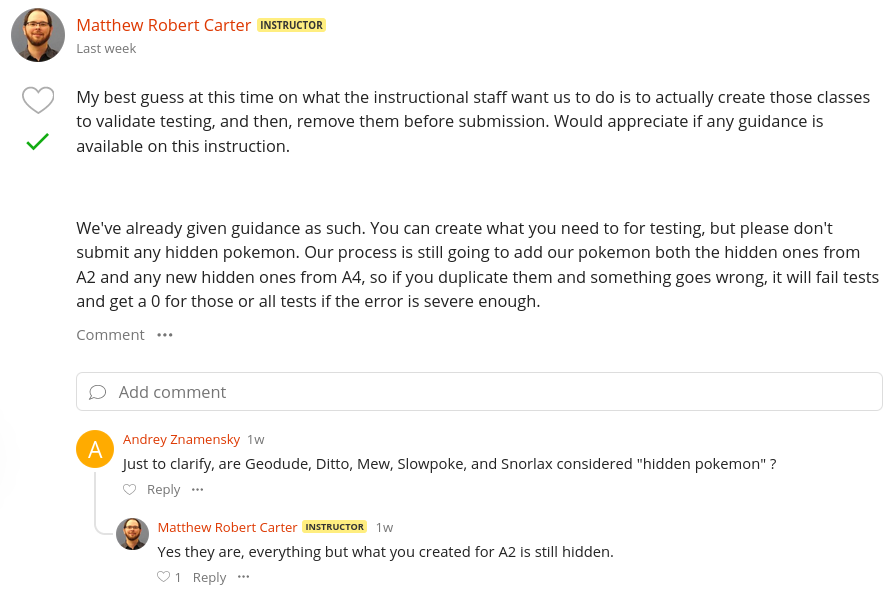 Matthew Robert Carter INSTRUCTOR
Last week
My best guess at this time on what the instructional staff want us to do is to actually create those classes
to validate testing, and then, remove them before submission. Would appreciate if any guidance is
available on this instruction.
We've already given guidance as such. You can create what you need to for testing, but please don't
submit any hidden pokemon. Our process is still going to add our pokemon both the hidden ones from
A2 and any new hidden ones from A4, so if you duplicate them and something goes wrong, it will fail tests
and get a 0 for those or all tests if the error is severe enough.
Comment
Add comment
A
Andrey Znamensky 1w
Just to clarify, are Geodude, Ditto, Mew, Slowpoke, and Snorlax considered "hidden pokemon" ?
Reply
Matthew Robert Carter INSTRUCTOR 1w
Yes they are, everything but what you created for A2 is still hidden.
1 Reply